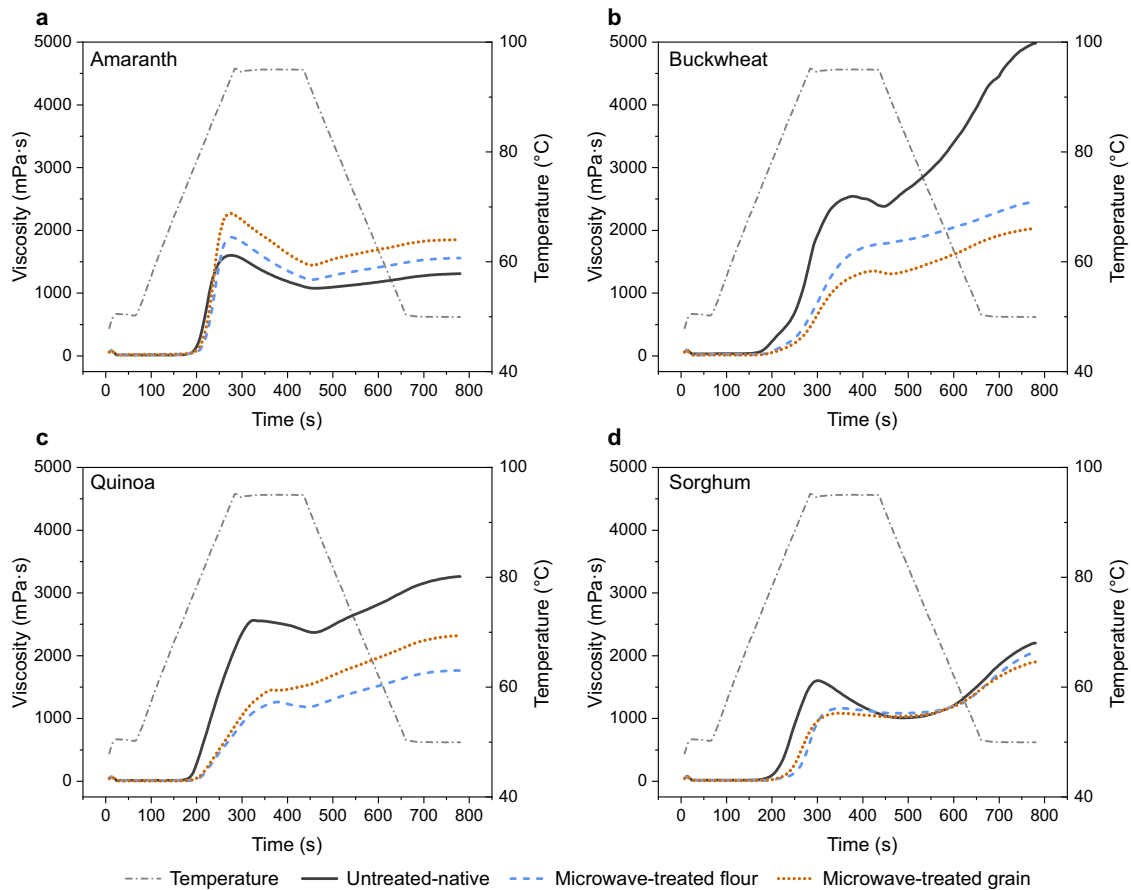 a
Amaranth
5000
4000
3000
2000
1000
0
Viscosity (mPa·s)
100
80
60
40
Temperature (°C)
0 100 200 300 400 500 600 700 800
Time (s)
b
Buckwheat
5000
4000
3000
2000
1000
0
Viscosity (mPa·s)
100
80
60
40
Temperature (°C)
0 100 200 300 400 500 600 700 800
Time (s)
c
Quinoa
5000
4000
3000
2000
1000
0
Viscosity (mPa·s)
100
80
60
40
Temperature (°C)
0 100 200 300 400 500 600 700 800
Time (s)
d
Sorghum
5000
4000
3000
2000
1000
0
Viscosity (mPa·s)
100
80
60
40
Temperature (°C)
0 100 200 300 400 500 600 700 800
Time (s)
Temperature Untreated-native Microwave-treated flour Microwave-treated grain